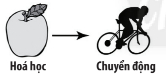 Hoá học
Chuyển động